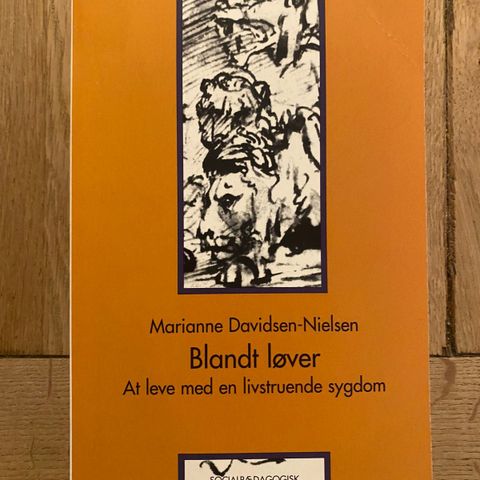 Marianne Davidsen-Nielsen
Blandt løver
At leve med en livstruende sygdom
SOCIALPÆDAGOGISK